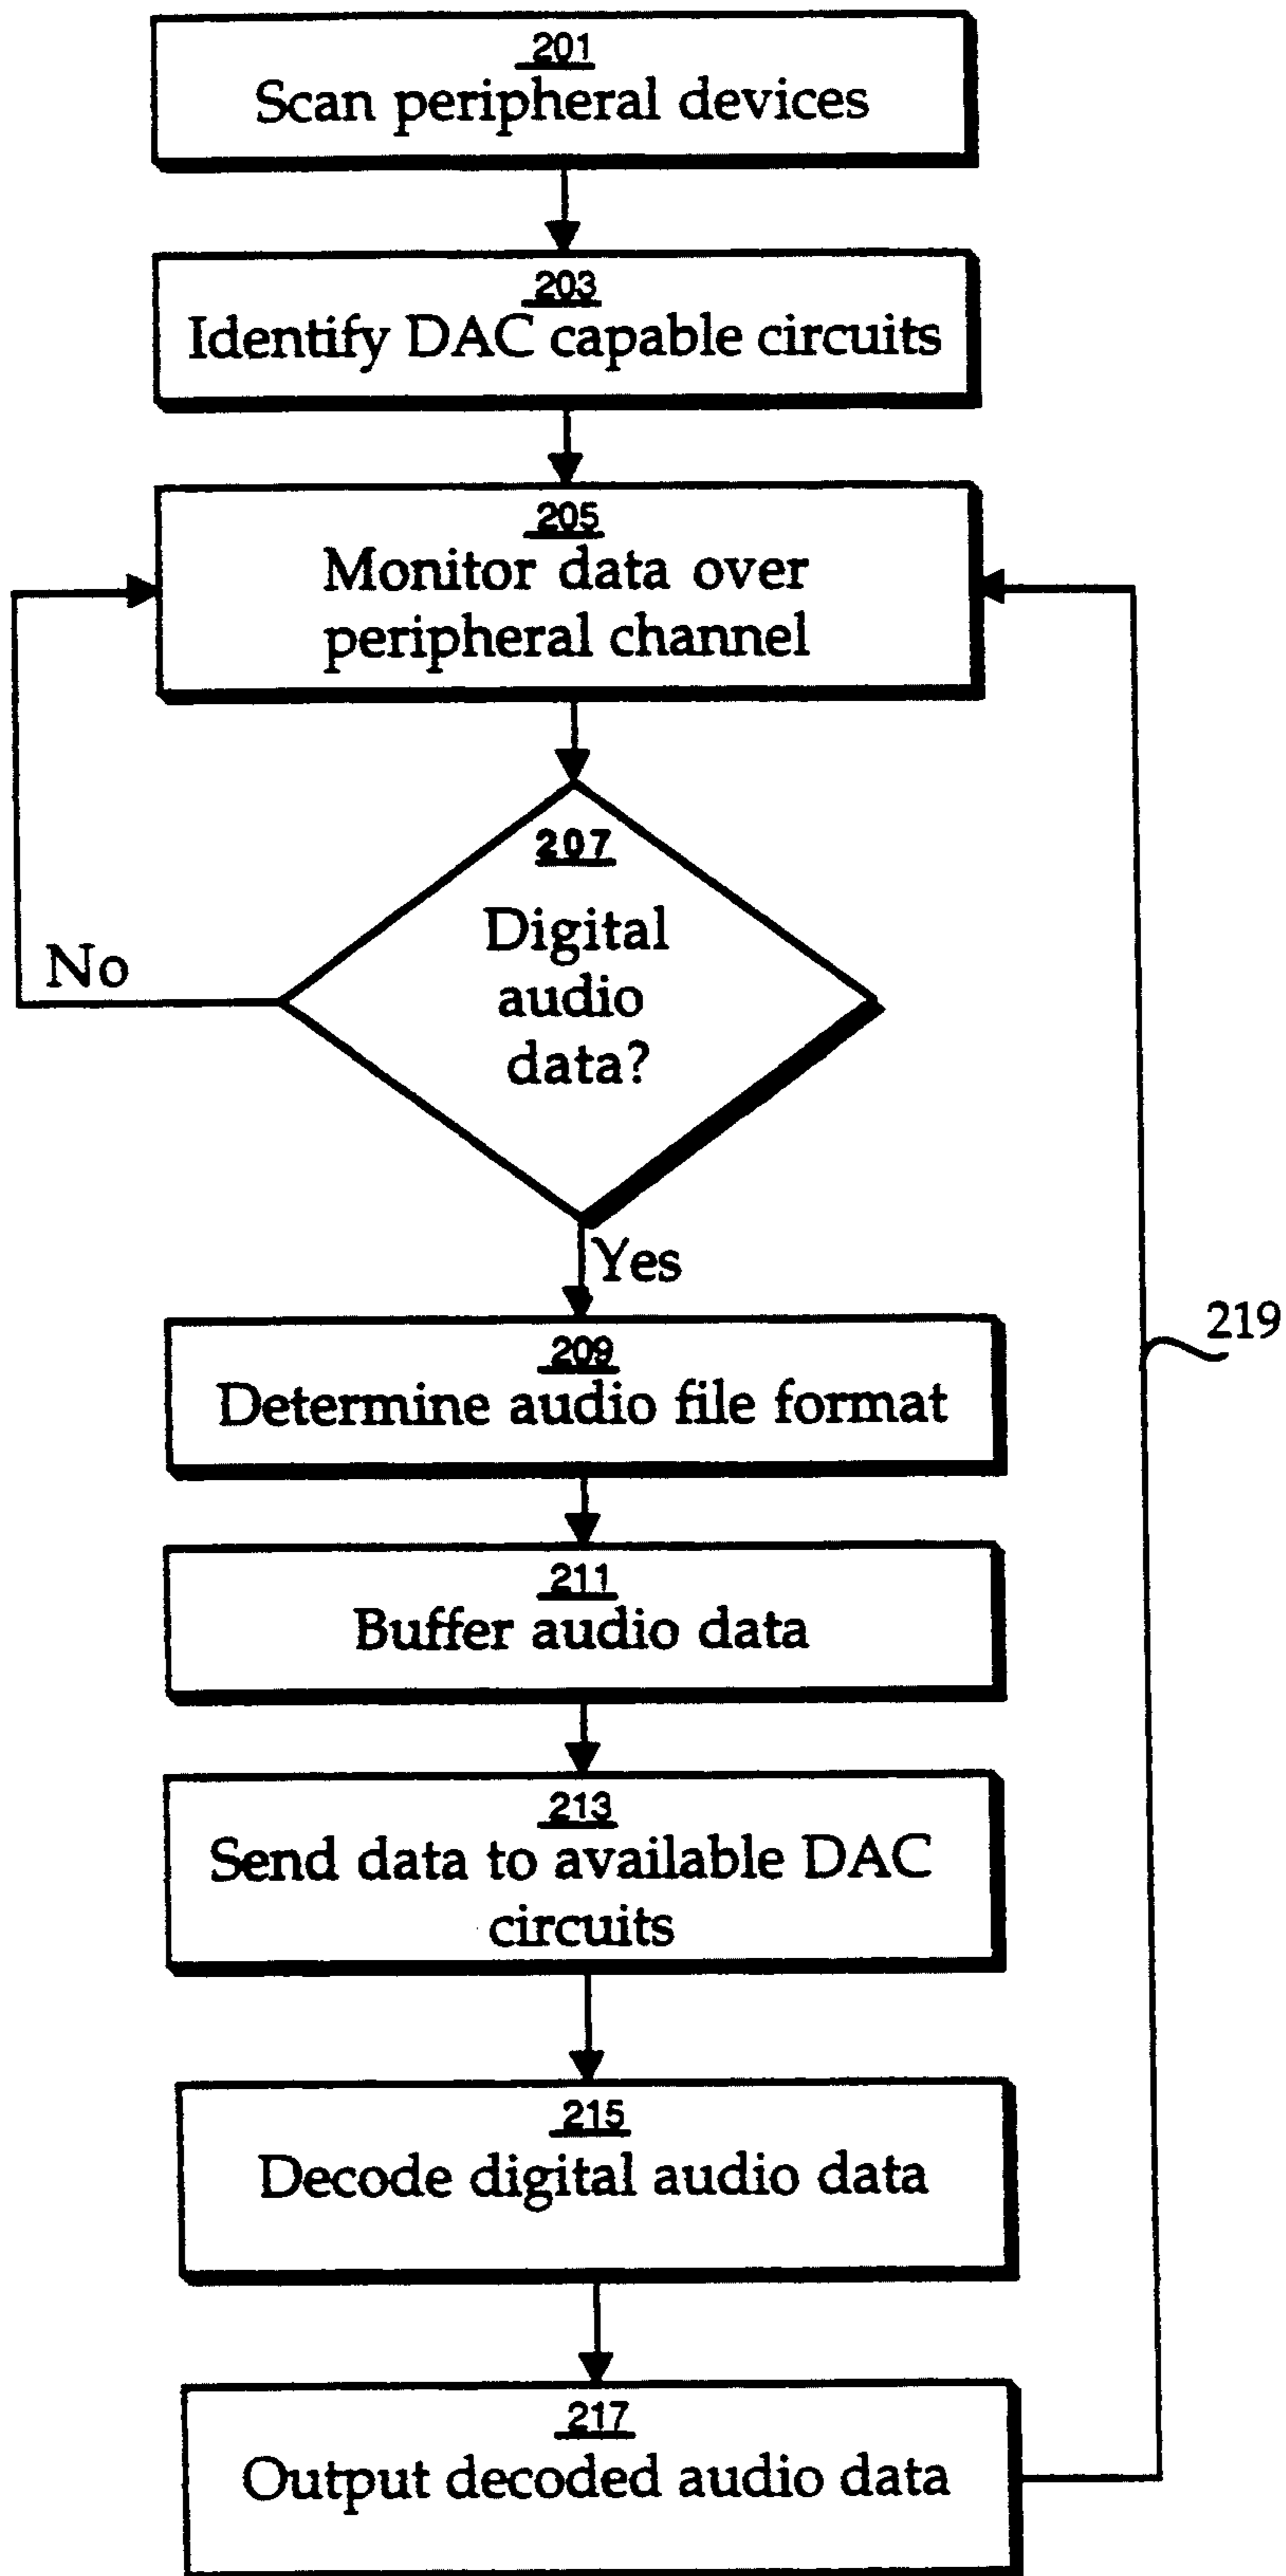 201
Scan peripheral devices
203
Identify DAC capable circuits
205
Monitor data over
peripheral channel
207
Digital
audio
data?
No
Yes
219
209
Determine audio file format
211
Buffer audio data
213
Send data to available DAC
circuits
215
Decode digital audio data
217
Output decoded audio data